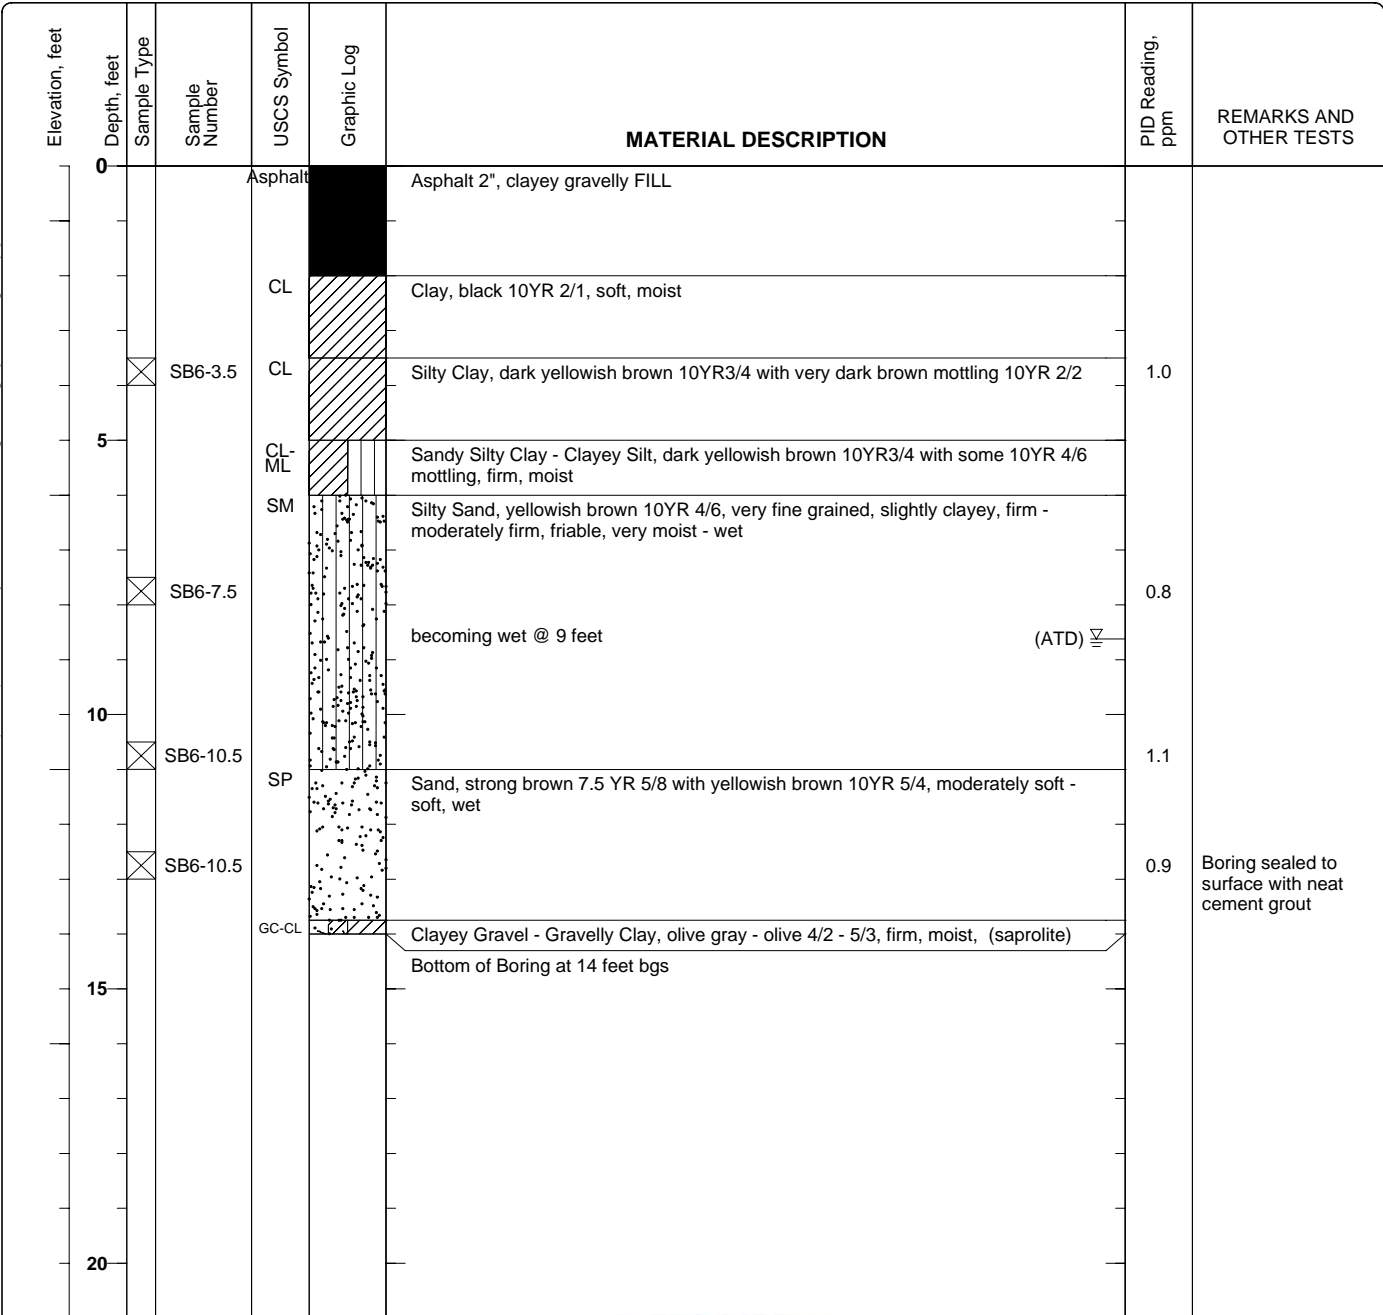 Elevation, feet
Depth, feet
Sample Type
Sample
Number
USCS Symbol
Graphic Log
MATERIAL DESCRIPTION
PID Reading,
ppm
REMARKS AND
OTHER TESTS
0
Asphalt
Asphalt 2", clayey gravelly FILL
CL
Clay, black 10YR 2/1, soft, moist
SB6-3.5
CL
Silty Clay, dark yellowish brown 10YR3/4 with very dark brown mottling 10YR 2/2
1.0
5
CL-
ML
Sandy Silty Clay - Clayey Silt, dark yellowish brown 10YR3/4 with some 10YR 4/6
mottling, firm, moist
SM
Silty Sand, yellowish brown 10YR 4/6, very fine grained, slightly clayey, firm -
moderately firm, friable, very moist - wet
SB6-7.5
0.8
becoming wet @ 9 feet
(ATD)
10
SB6-10.5
1.1
SP
Sand, strong brown 7.5 YR 5/8 with yellowish brown 10YR 5/4, moderately soft -
soft, wet
SB6-10.5
0.9
Boring sealed to
surface with neat
cement grout
GC-CL
Clayey Gravel - Gravelly Clay, olive gray - olive 4/2 - 5/3, firm, moist, (saprolite)
Bottom of Boring at 14 feet bgs
15
20